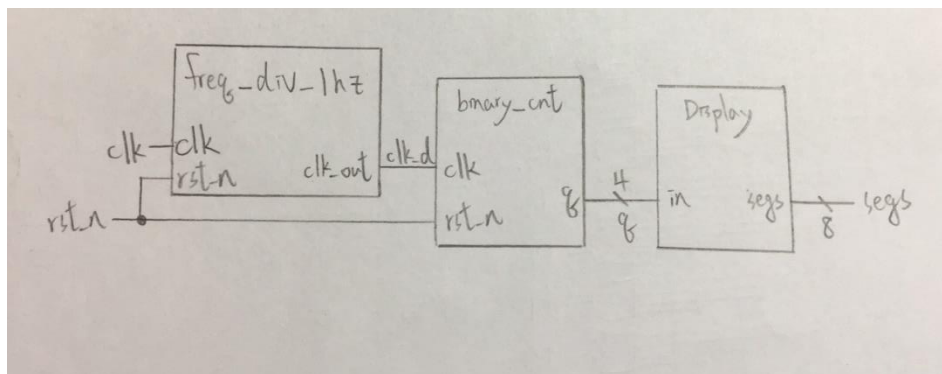 freq_div_1hz
clk
clk
rst_n
clk_out
rst_n
clk_d
binary_cnt
clk
rst_n
q
4
q
Display
in
segs
8
segs